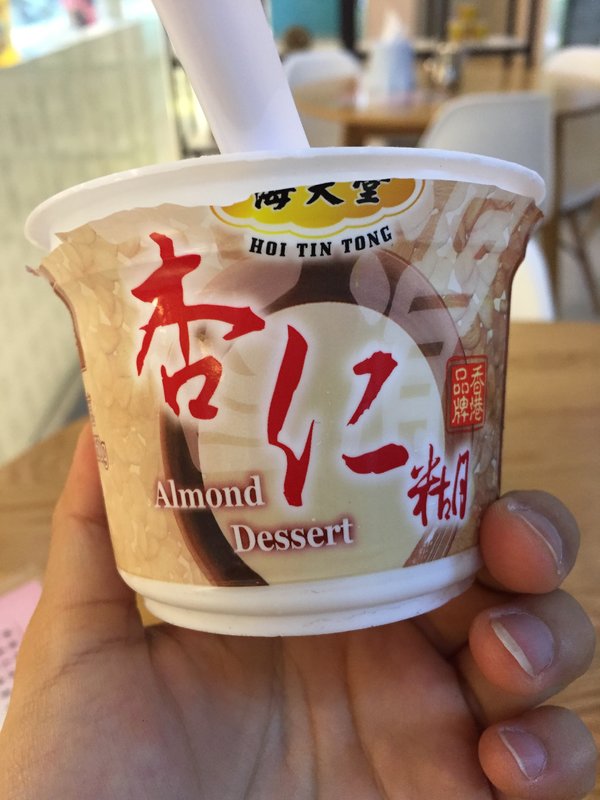 海天堂
HOI TIN TONG
杏仁糊
Almond
Dessert
香港
品牌